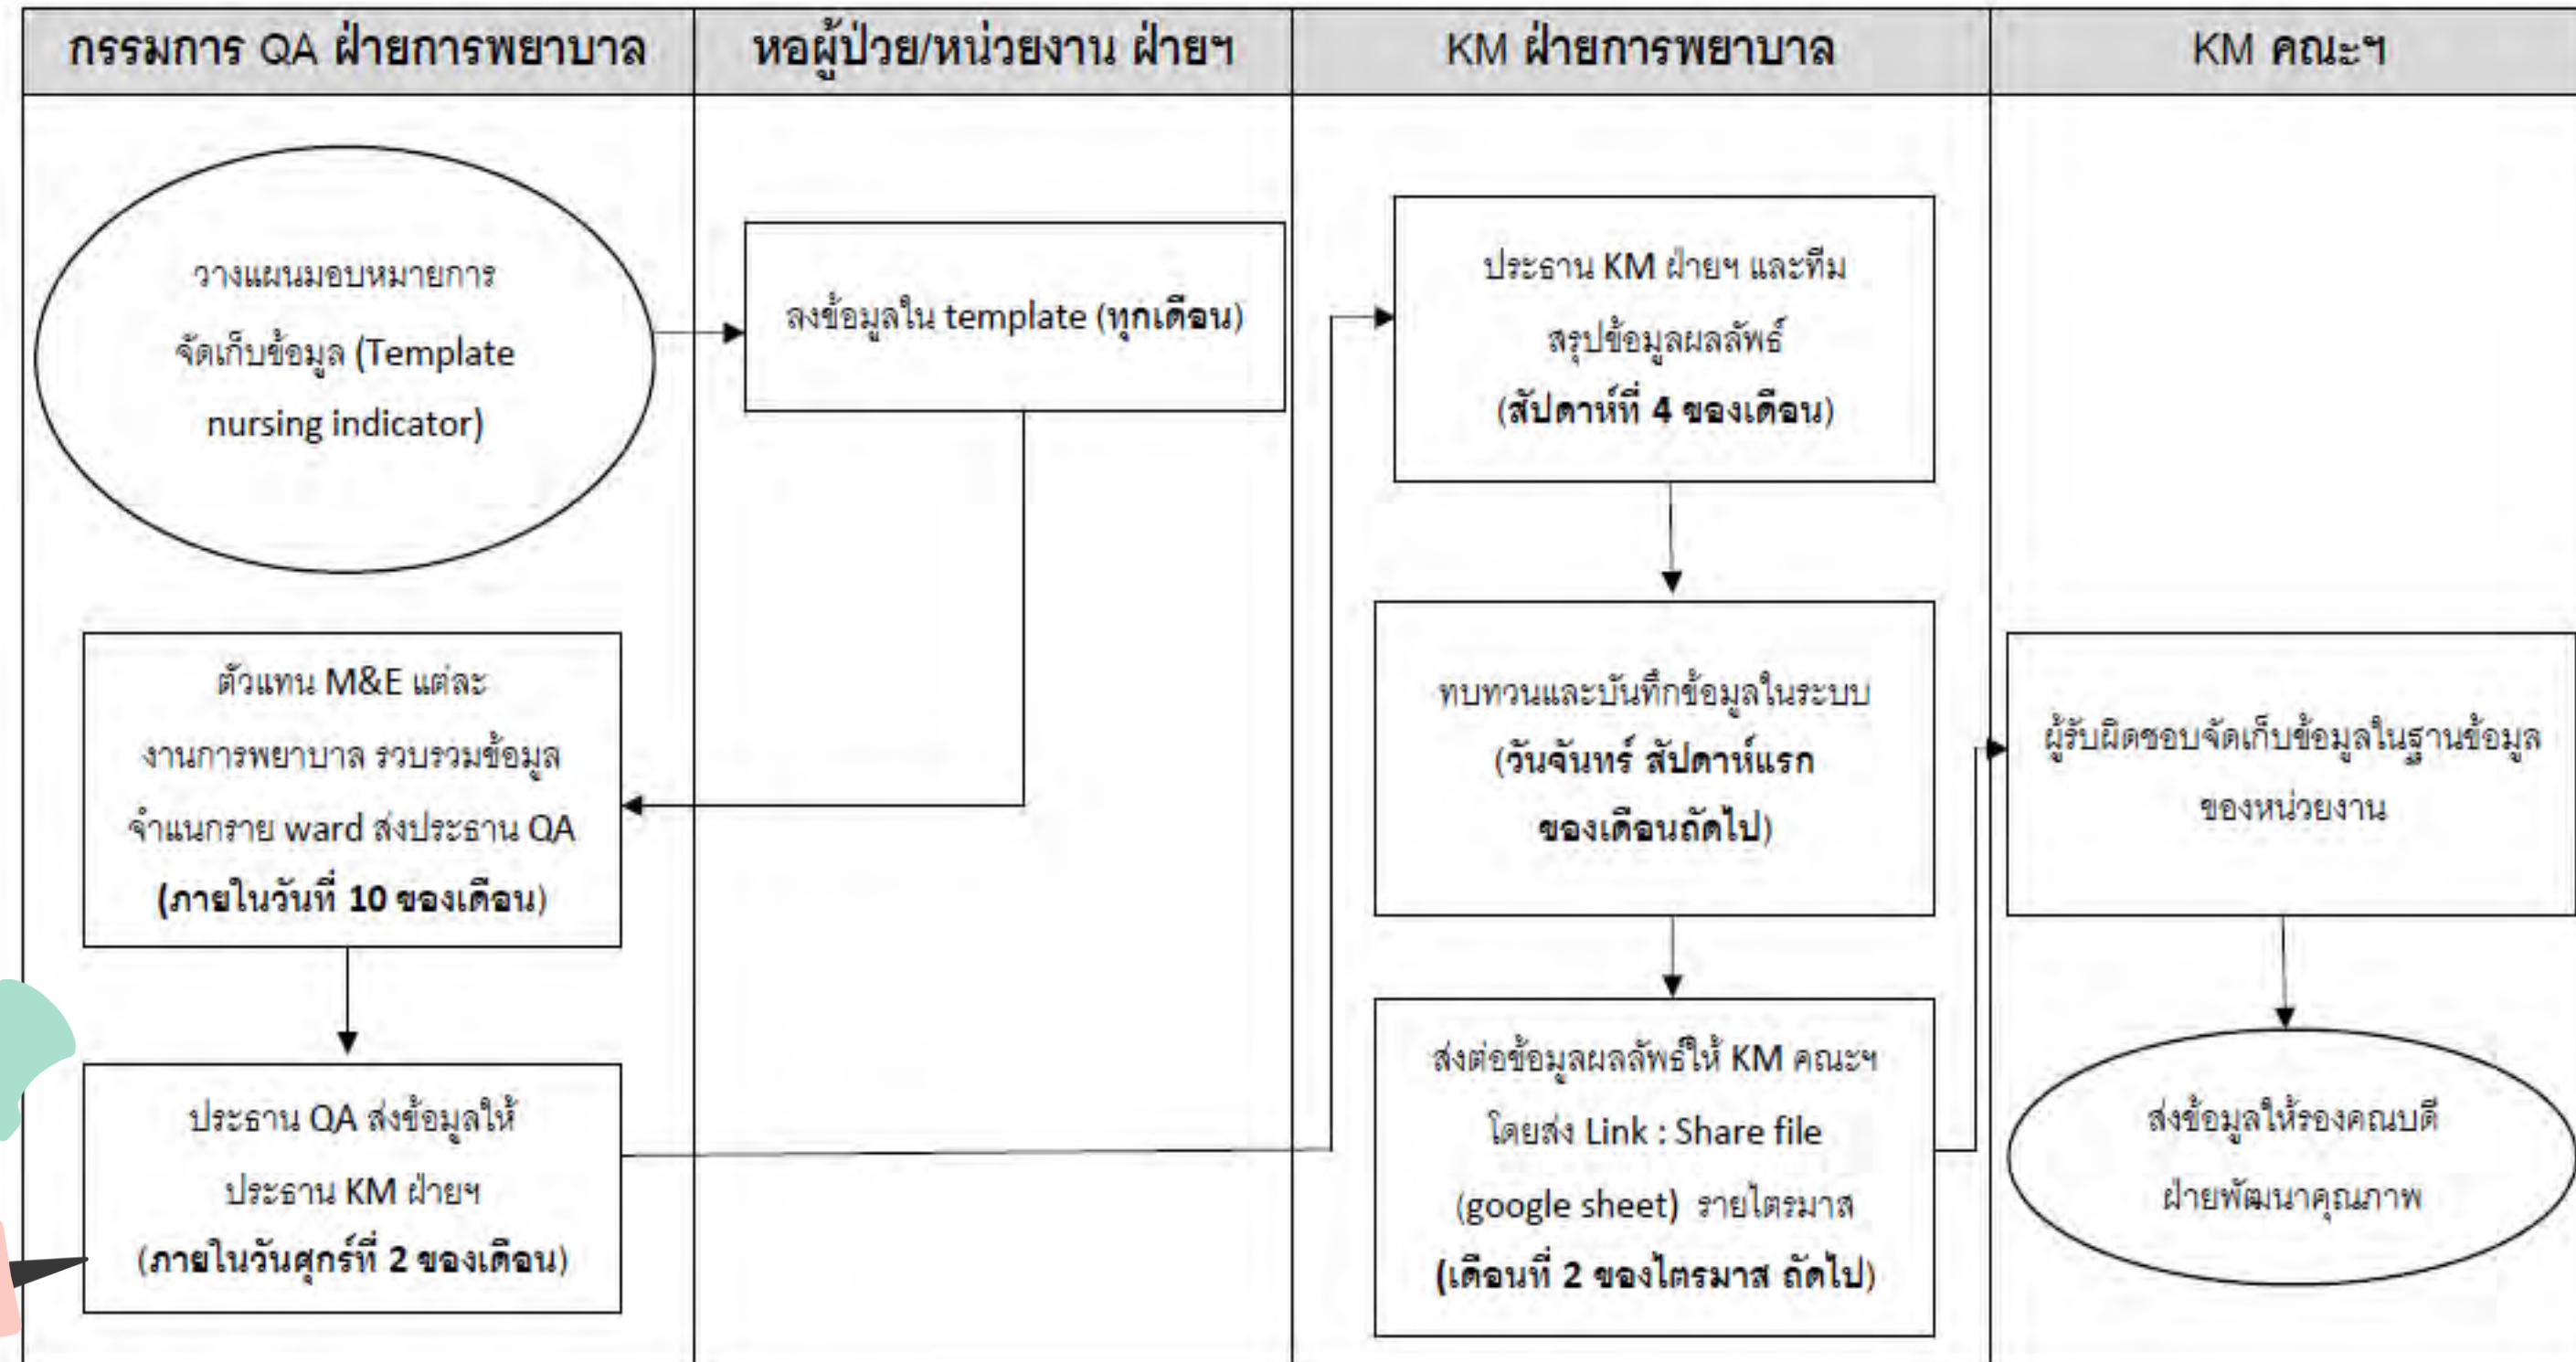 กรรมการ QA ฝ่ายการพยาบาล
หอผู้ป่วย/หน่วยงาน ฝ่ายฯ
KM ฝ่ายการพยาบาล
KM คณะฯ
วางแผนมอบหมายการ
จัดเก็บข้อมูล (Template
nursing indicator)
ลงข้อมูลใน template (ทุกเดือน)
ตัวแทน M&E แต่ละ
งานการพยาบาล รวบรวมข้อมูล
จำแนกราย ward ส่งประธาน QA
(ภายในวันที่ 10 ของเดือน)
ประธาน QA ส่งข้อมูลให้
ประธาน KM ฝ่ายฯ
(ภายในวันศุกร์ที่ 2 ของเดือน)
ประธาน KM ฝ่ายฯ และทีม
สรุปข้อมูลผลลัพธ์
(สัปดาห์ที่ 4 ของเดือน)
ทบทวนและบันทึกข้อมูลในระบบ
(วันจันทร์ สัปดาห์แรก
ของเดือนถัดไป)
ส่งต่อข้อมูลผลลัพธ์ให้ KM คณะฯ
โดยส่ง Link : Share file
(google sheet) รายไตรมาส
(เดือนที่ 2 ของไตรมาส ถัดไป)
ผู้รับผิดชอบจัดเก็บข้อมูลในฐานข้อมูล
ของหน่วยงาน
ส่งข้อมูลให้รองคณบดี
ฝ่ายพัฒนาคุณภาพ